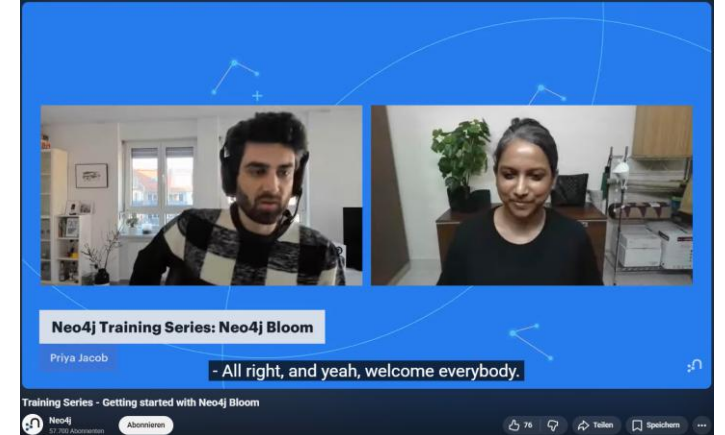 Neo4j Training Series: Neo4j Bloom
Priya Jacob
- All right, and yeah, welcome everybody.
Training Series - Getting started with Neo4j Bloom
Neo4j
57.700 Abonnenten
Abonnieren
76
Teilen
Speichern